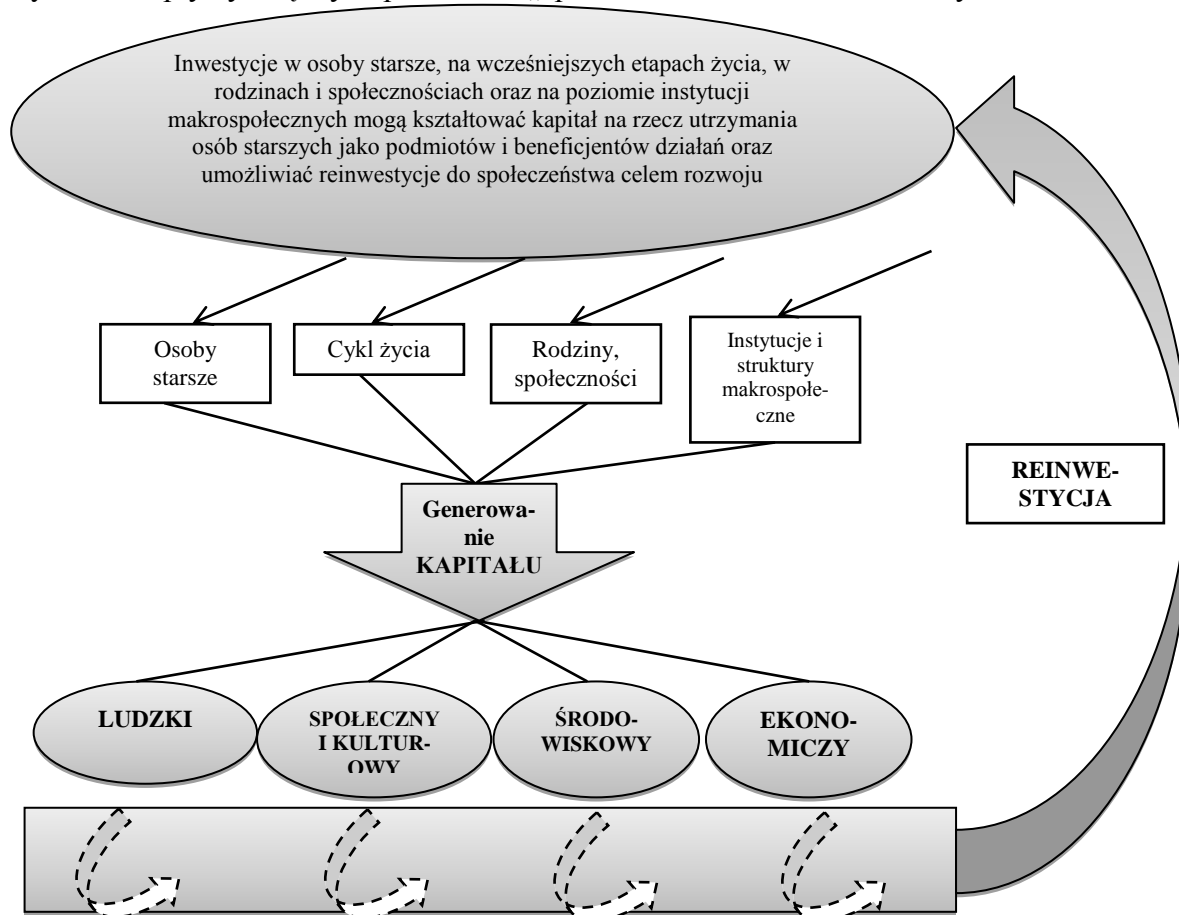 Inwestycje w osoby starsze, na wcześniejszych etapach życia, w
rodzinach i społecznościach oraz na poziomie instytucji
makrospołecznych mogą kształtować kapitał na rzecz utrzymania
osób starszych jako podmiotów i beneficjentów działań oraz
umożliwiać reinwestycje do społeczeństwa celem rozwoju
Osoby
starsze
Cykl życia
Rodziny,
społeczności
Instytucje i
struktury
makrospołe-
czne
REINWE-
STYCJA
Generowa-
nie
KAPITAŁU
LUDZKI
SPOŁECZNY
I KULTUR-
OWY
ŚRODO-
WISKOWY
EKONO-
MICZY